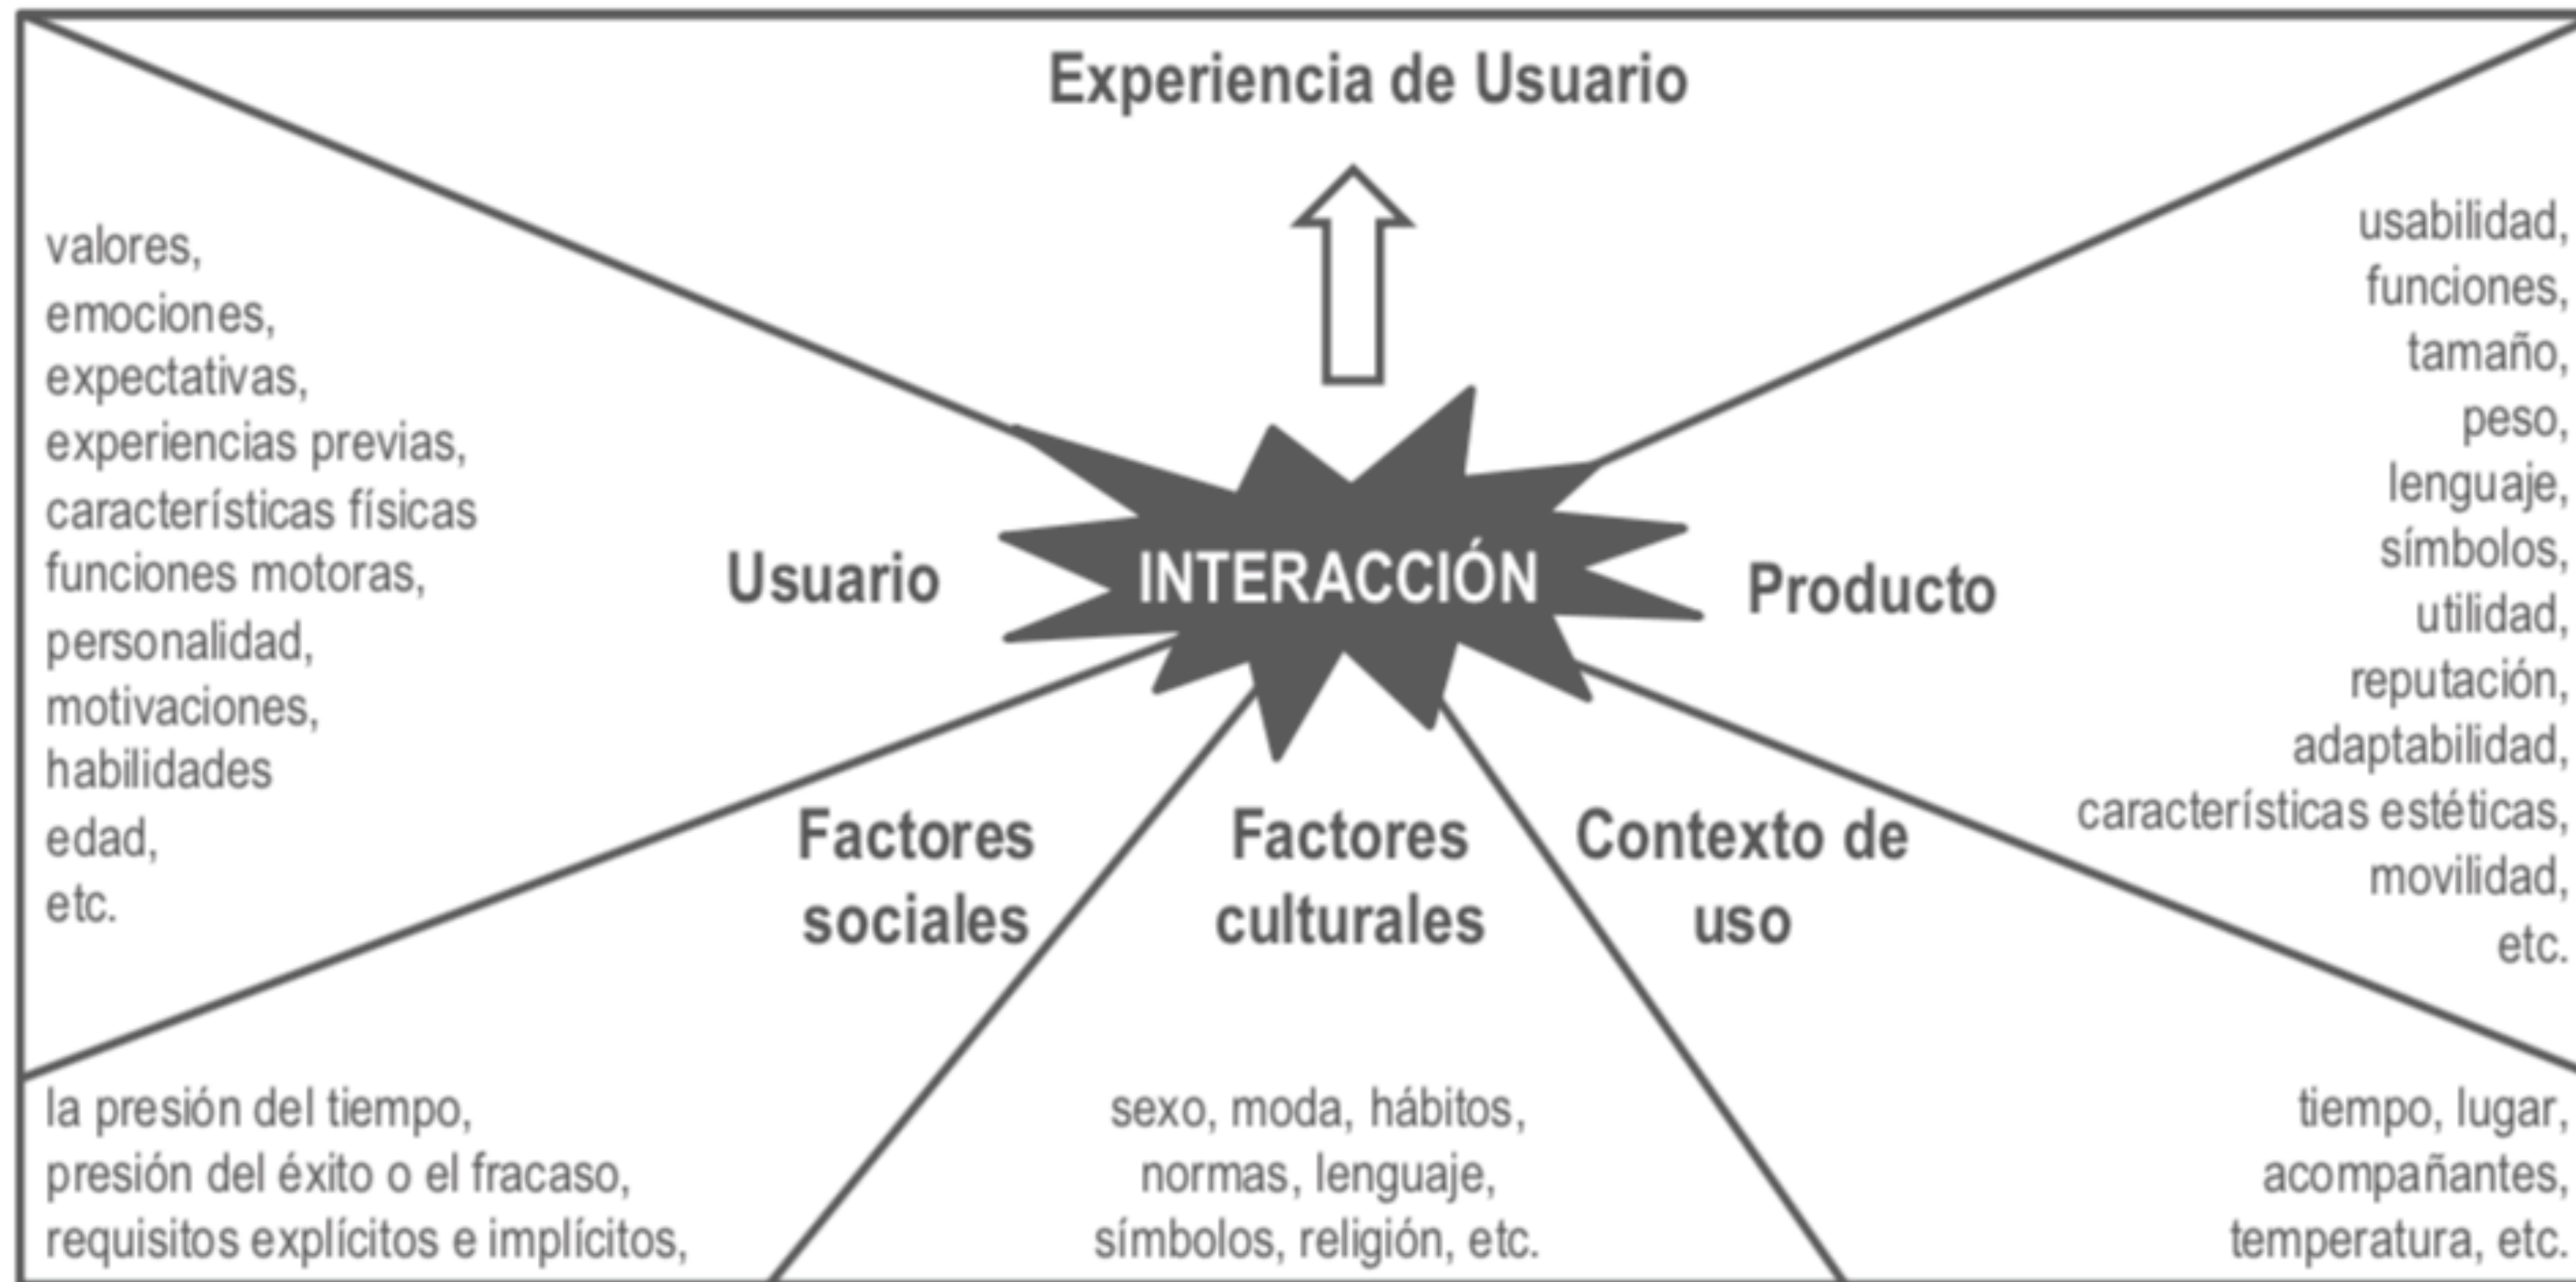 Experiencia de Usuario
valores,
emociones,
expectativas,
experiencias previas,
características físicas
funciones motoras,
personalidad,
motivaciones,
habilidades
edad,
etc.
Usuario
INTERACCIÓN
Producto
usabilidad,
funciones,
tamaño,
peso,
lenguaje,
símbolos,
utilidad,
reputación,
adaptabilidad,
características estéticas,
movilidad,
etc.
Factores
sociales
Factores
culturales
Contexto de
uso
la presión del tiempo,
presión del éxito o el fracaso,
requisitos explícitos e implícitos,
sexo, moda, hábitos,
normas, lenguaje,
símbolos, religión, etc.
tiempo, lugar,
acompañantes,
temperatura, etc.